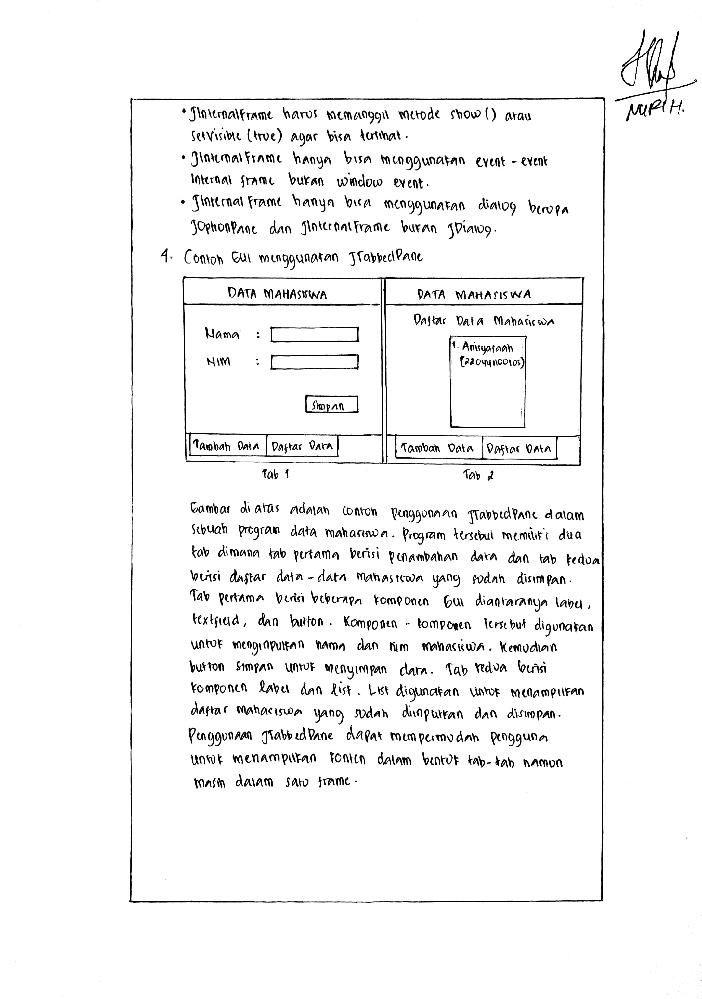 NURI H.
• JInternalFrame harus memanggil metode show() atau
setVisible (true) agar bisa terlihat.
• JInternalFrame hanya bisa menggunakan event - event
Internal frame bukan window event.
• JInternalFrame hanya bisa menggunakan dialog berupa
JOptionPane dan JInternalFrame bukan JDialog.
4. Contoh GUI menggunakan JTabbedPane
DATA MAHASISWA
Nama :
NIM :
Simpan
Tambah Data Daftar Data
Tab 1
DATA MAHASISWA
Daftar Data Mahasiswa
1. Anisyafaah
(220441100105)
Tambah Data Daftar Data
Tab 2
Gambar di atas adalah contoh penggunaan JTabbedPane dalam
sebuah program data mahasiswa. Program tersebut memiliki dua
tab dimana tab pertama berisi penambahan data dan tab kedua
berisi daftar data - data mahasiswa yang sudah disimpan.
Tab pertama berisi beberapa komponen GUI diantaranya label,
textfield, dan button. Komponen - komponen tersebut digunakan
untuk menginputkan nama dan nim mahasiswa. Kemudian
button simpan untuk menyimpan data. Tab kedua berisi
komponen label dan list. List digunakan untuk menampilkan
daftar mahasiswa yang sudah diinputkan dan disimpan.
Penggunaan JTabbedPane dapat mempermudah pengguna
untuk menampilkan konten dalam bentuk tab-tab namun
masih dalam satu frame.